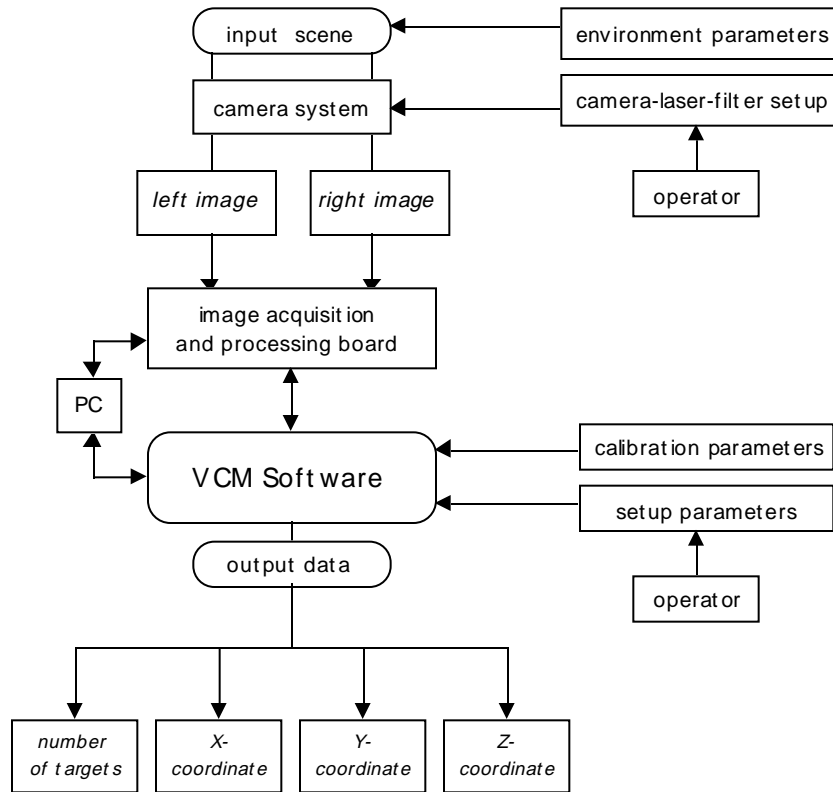 input scene
environment parameters
camera system
camera-laser-filter setup
left image
right image
operator
image acquisition
and processing board
PC
VCM Software
calibration parameters
setup parameters
output data
operator
number
of targets
X-
coordinate
Y-
coordinate
Z-
coordinate